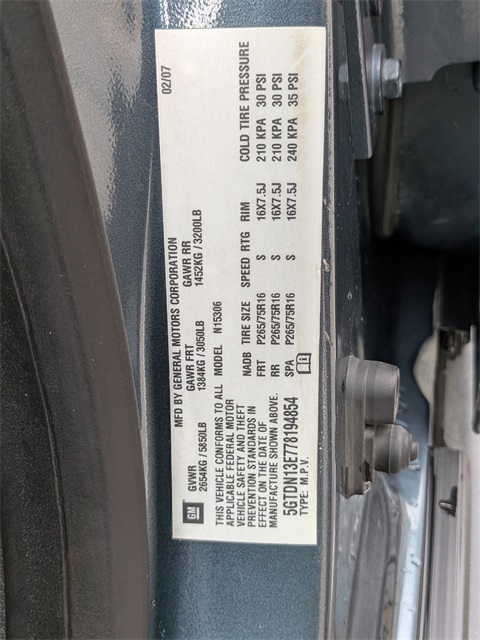 GM
MFD BY GENERAL MOTORS CORPORATION
02/07
GVWR GAWR FRT GAWR RR
2654KG / 5850LB 1384KG / 3050LB 1452KG / 3200LB
THIS VEHICLE CONFORMS TO ALL N15306
APPLICABLE FEDERAL MOTOR
VEHICLE SAFETY AND THEFT
PREVENTION STANDARDS IN
EFFECT ON THE DATE OF
MANUFACTURE SHOWN ABOVE.
5GTDN13E778194854
TYPE: M.P.V.
NADB TIRE SIZE SPEED RTG RIM COLD TIRE PRESSURE
FRT P265/75R16 S 16X7.5J 210 KPA 30 PSI
RR P265/75R16 S 16X7.5J 210 KPA 30 PSI
SPA P265/75R16 S 16X7.5J 240 KPA 35 PSI